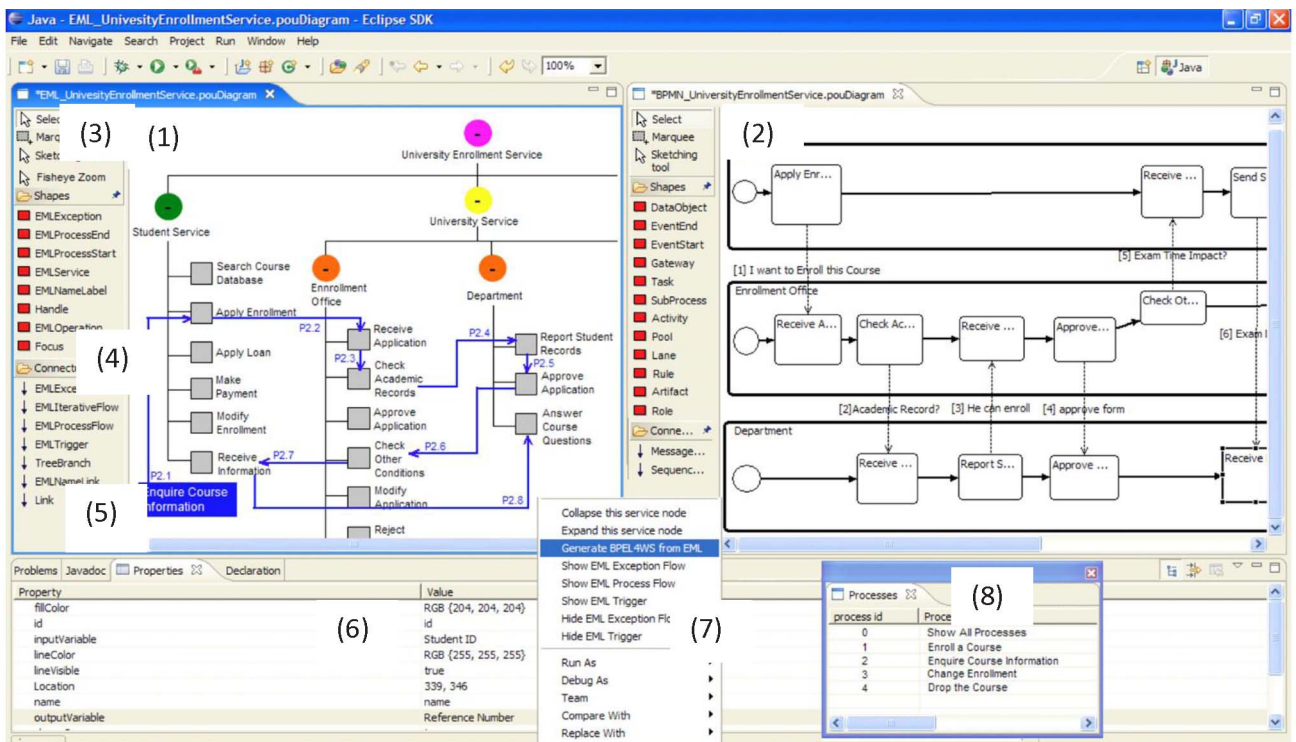 Java - EML_UnivesityEnrollmentService.pouDiagram - Eclipse SDK
File Edit Navigate Search Project Run Window Help
100%
Java
*EML_UnivesityEnrollmentService.pouDiagram
*BPMN_UniversityEnrollmentService.pouDiagram
(3)
(1)
Fisheye Zoom
Shapes
EMLException
EMLProcessEnd
EMLProcessStart
EMLService
EMLNameLabel
Handle
EMLOperation
Focus
(4)
EMLIterativeFlow
EMLProcessFlow
EMLTrigger
TreeBranch
EMLNameLink
Link
(5)
University Enrollment Service
University Service
Student Service
Search Course
Database
Apply Enrollment
Apply Loan
Make
Payment
Modify
Enrollment
Receive
Information
P2.1
Enquire Course
Information
Ennrollment
Office
P2.2
Receive
Application
P2.3
Check
Academic
Records
Approve
Application
Check
Other
Conditions
P2.6
P2.7
Modify
Application
Reject
Department
P2.4
Report Student
Records
P2.5
Approve
Application
Answer
Course
Questions
P2.8
Select
Marquee
Sketching
tool
Shapes
DataObject
EventEnd
EventStart
Gateway
Task
SubProcess
Activity
Pool
Lane
Rule
Artifact
Role
Conne...
Message...
Sequenc...
(2)
Apply Enr...
Receive ...
Send S
[5] Exam Time Impact?
[1] I want to Enroll this Course
Enrollment Office
Receive A...
Check Ac...
Receive ...
Approve...
Check Ot...
[6] Exam
[2]Academic Record?
[3] He can enroll
[4] approve form
Department
Receive ...
Report S...
Approve ...
Receive
Problems Javadoc Properties Declaration
Property Value
fillColor RGB {204, 204, 204}
id id
inputVariable Student ID
lineColor RGB {255, 255, 255}
lineVisible true
Location 339, 346
name name
outputVariable Reference Number
(6)
Collapse this service node
Expand this service node
Generate BPEL4WS from EML
Show EML Exception Flow
Show EML Process Flow
Show EML Trigger
Hide EML Exception
Hide EML Trigger
(7)
Run As
Debug As
Team
Compare With
Replace With
Processes
(8)
process id
0 Show All Processes
1 Enroll a Course
2 Enquire Course Information
3 Change Enrollment
4 Drop the Course